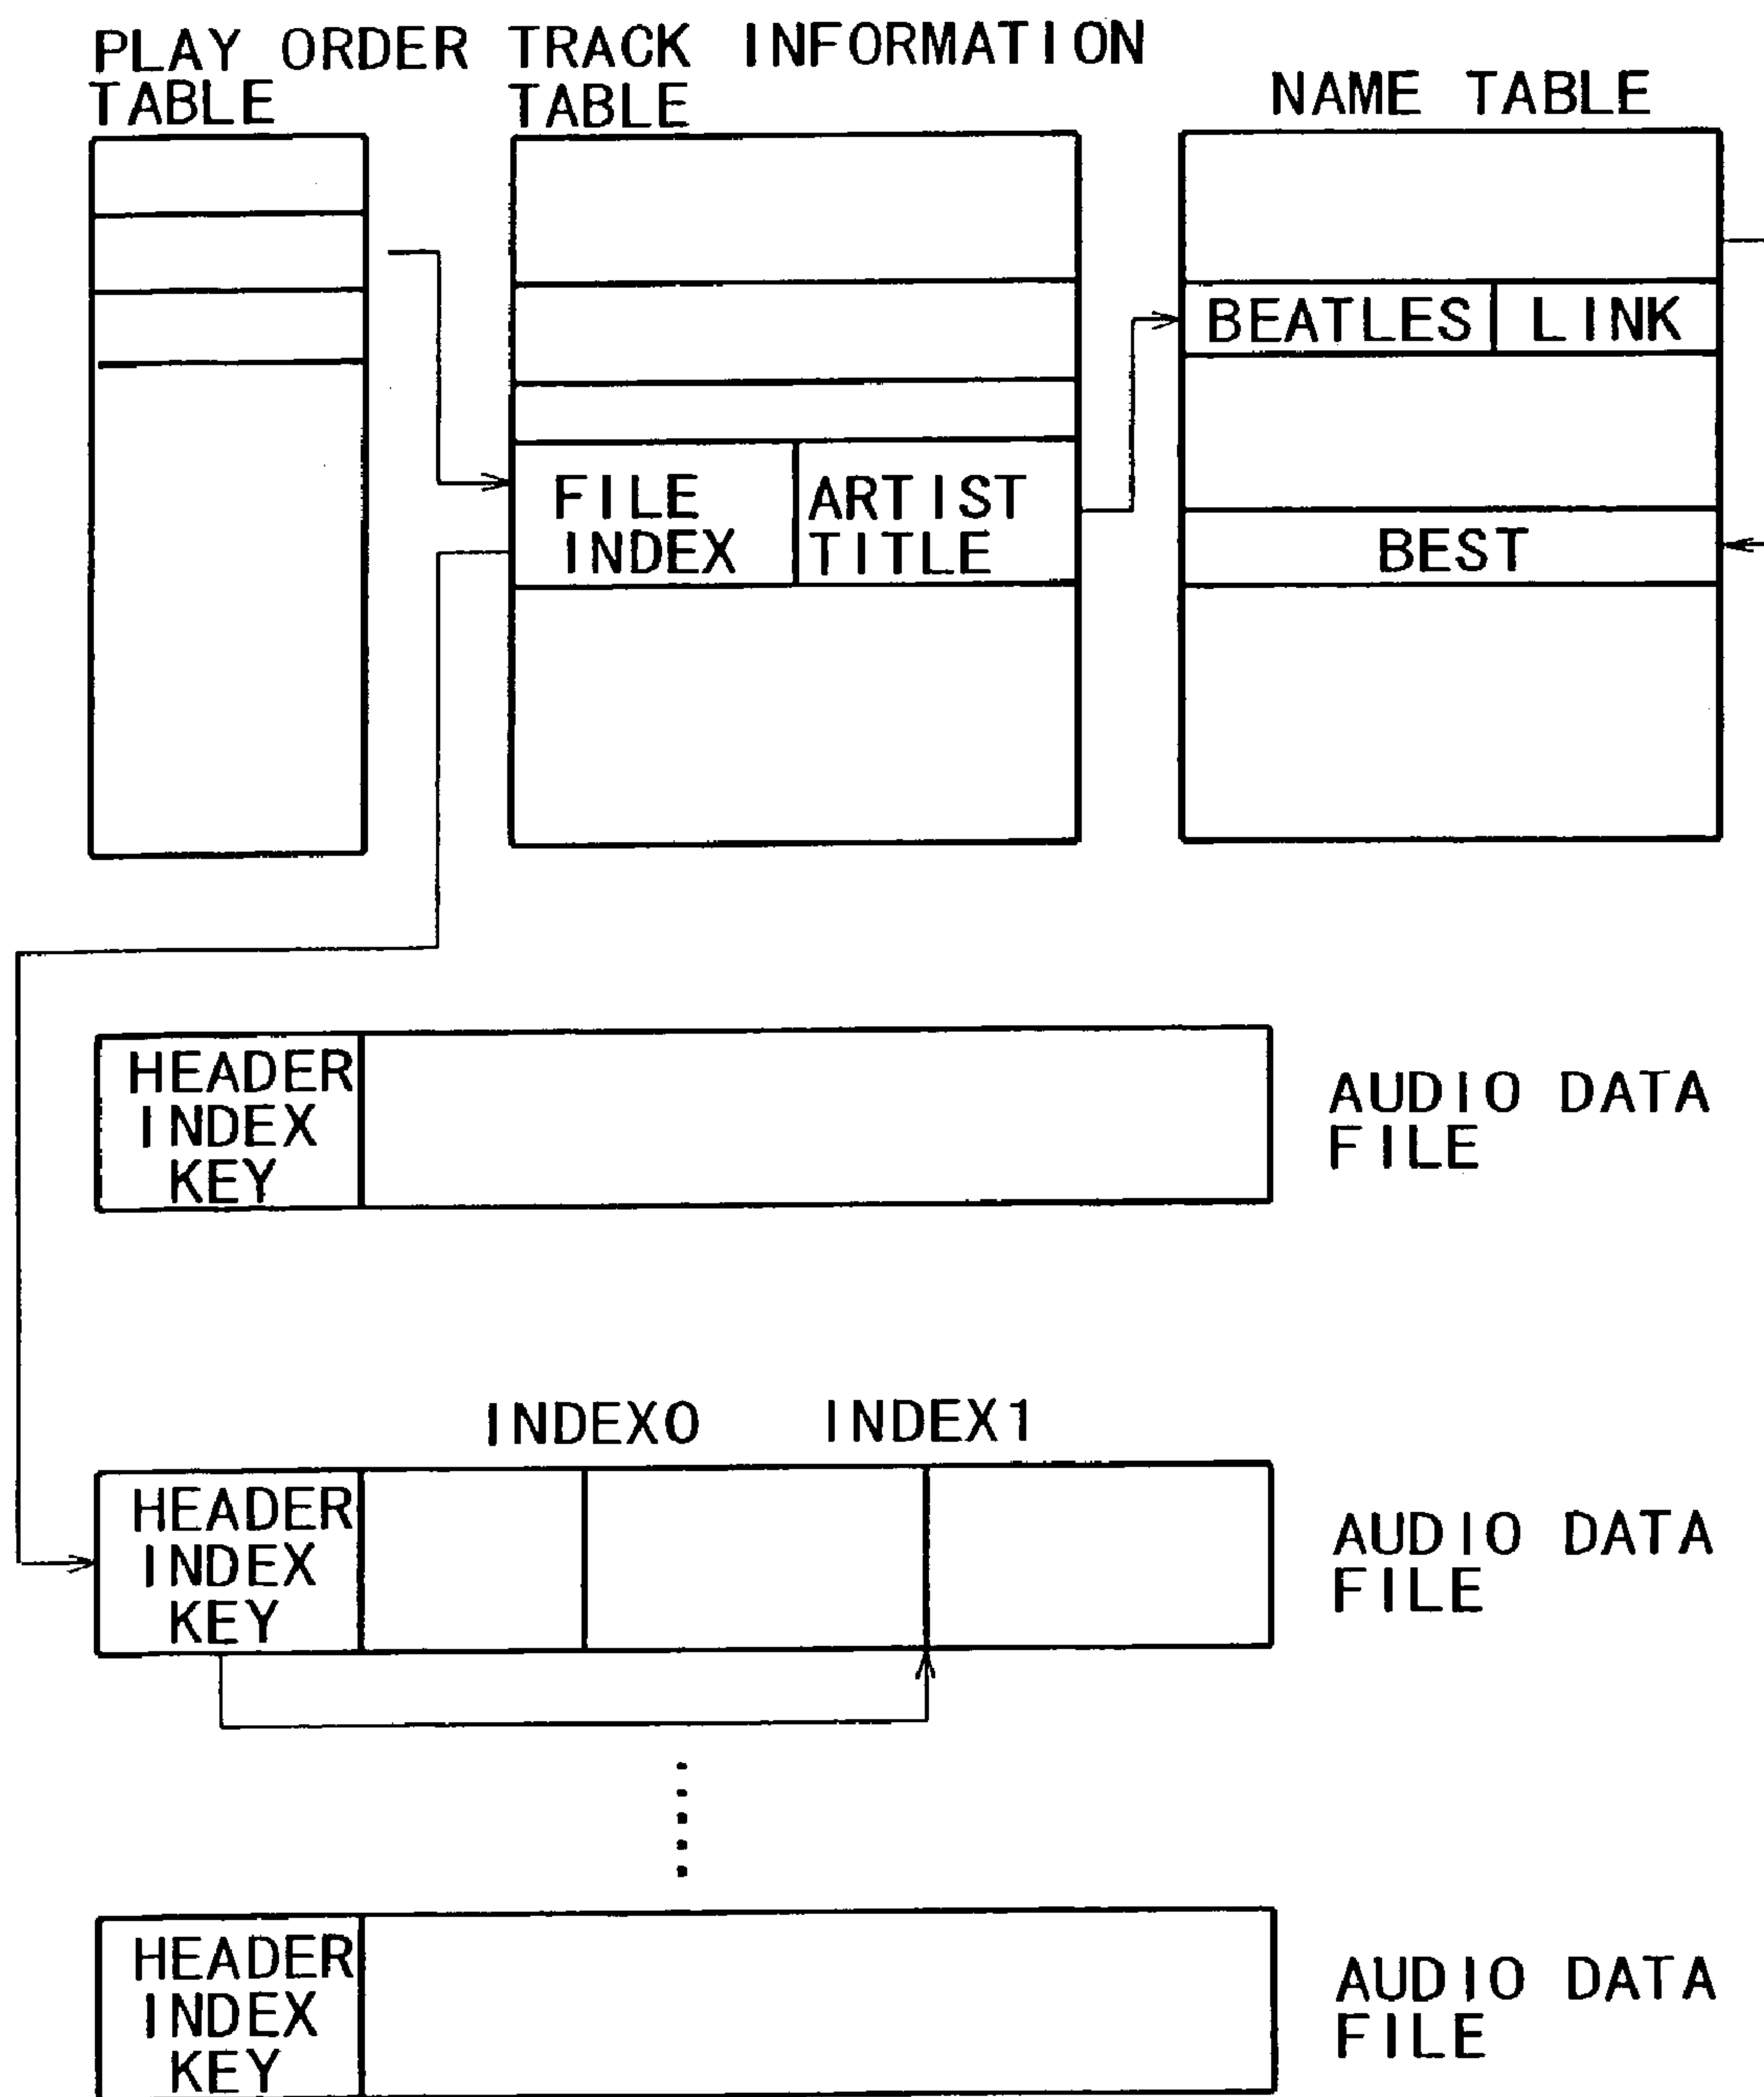 PLAY ORDER
TABLE
TRACK INFORMATION
TABLE
NAME TABLE
BEATLES
LINK
FILE
INDEX
ARTIST
TITLE
BEST
HEADER
INDEX
KEY
AUDIO DATA
FILE
INDEX0
INDEX1
HEADER
INDEX
KEY
AUDIO DATA
FILE
HEADER
INDEX
KEY
AUDIO DATA
FILE